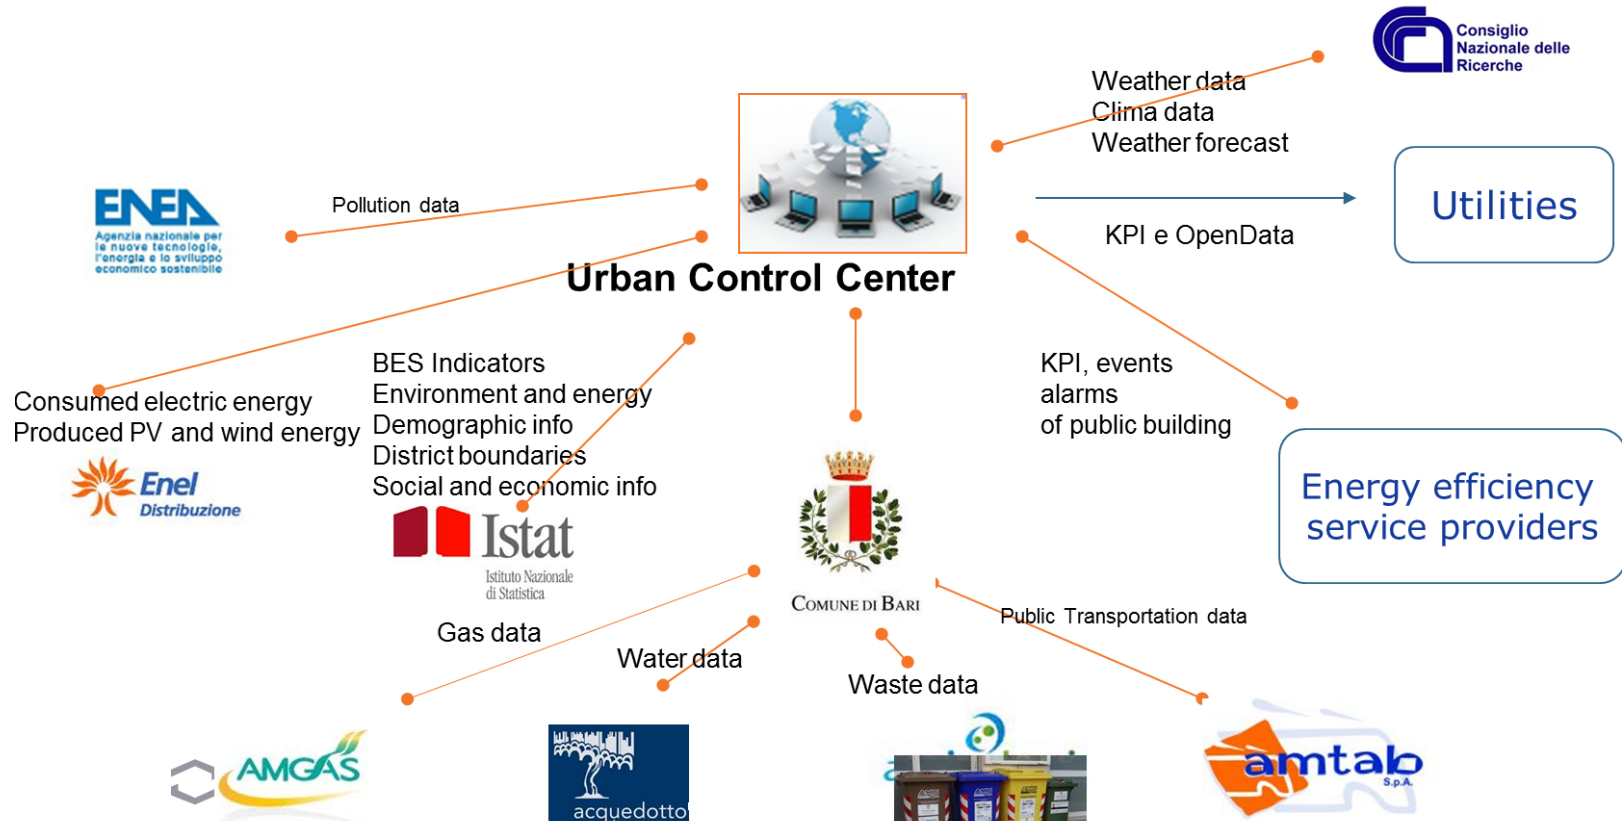 Consiglio
Nazionale delle
Ricerche
Weather data
Clima data
Weather forecast
Utilities
KPI e OpenData
ENEA
Agenzia nazionale per
le nuove tecnologie,
l'energia e lo sviluppo
economico sostenibile
Pollution data
Urban Control Center
Consumed electric energy
Produced PV and wind energy
Enel
Distribuzione
BES Indicators
Environment and energy
Demographic info
District boundaries
Social and economic info
Istat
Istituto Nazionale
di Statistica
KPI, events
alarms
of public building
Energy efficiency
service providers
COMUNE DI BARI
Gas data
Water data
Waste data
Public Transportation data
AMGAS
acquedotto
amtab
S.p.A.